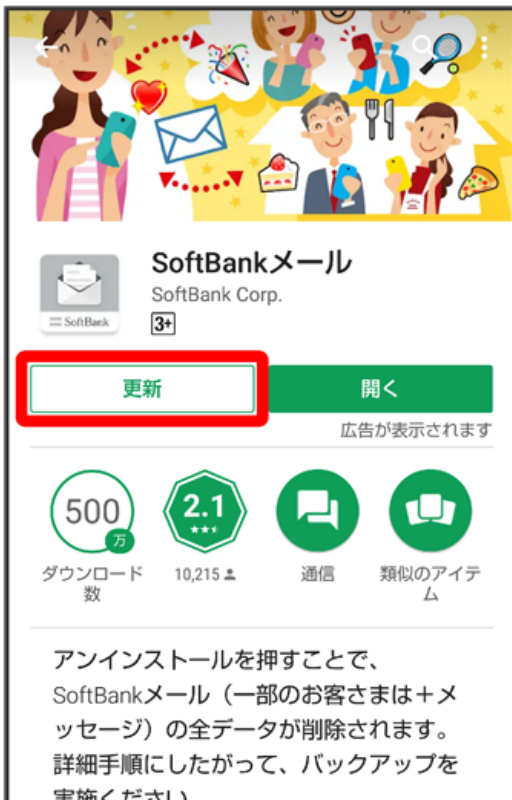 SoftBankメール
SoftBank Corp.
SoftBank
3+
更新
開く
広告が表示されます
500
万
2.1
ダウンロード
数
10,215
通信
類似のアイテ
ム
アンインストールを押すことで、
SoftBankメール（一部のお客さまは＋メ
ッセージ）の全データが削除されます。
詳細手順にしたがって、バックアップを
実施ください